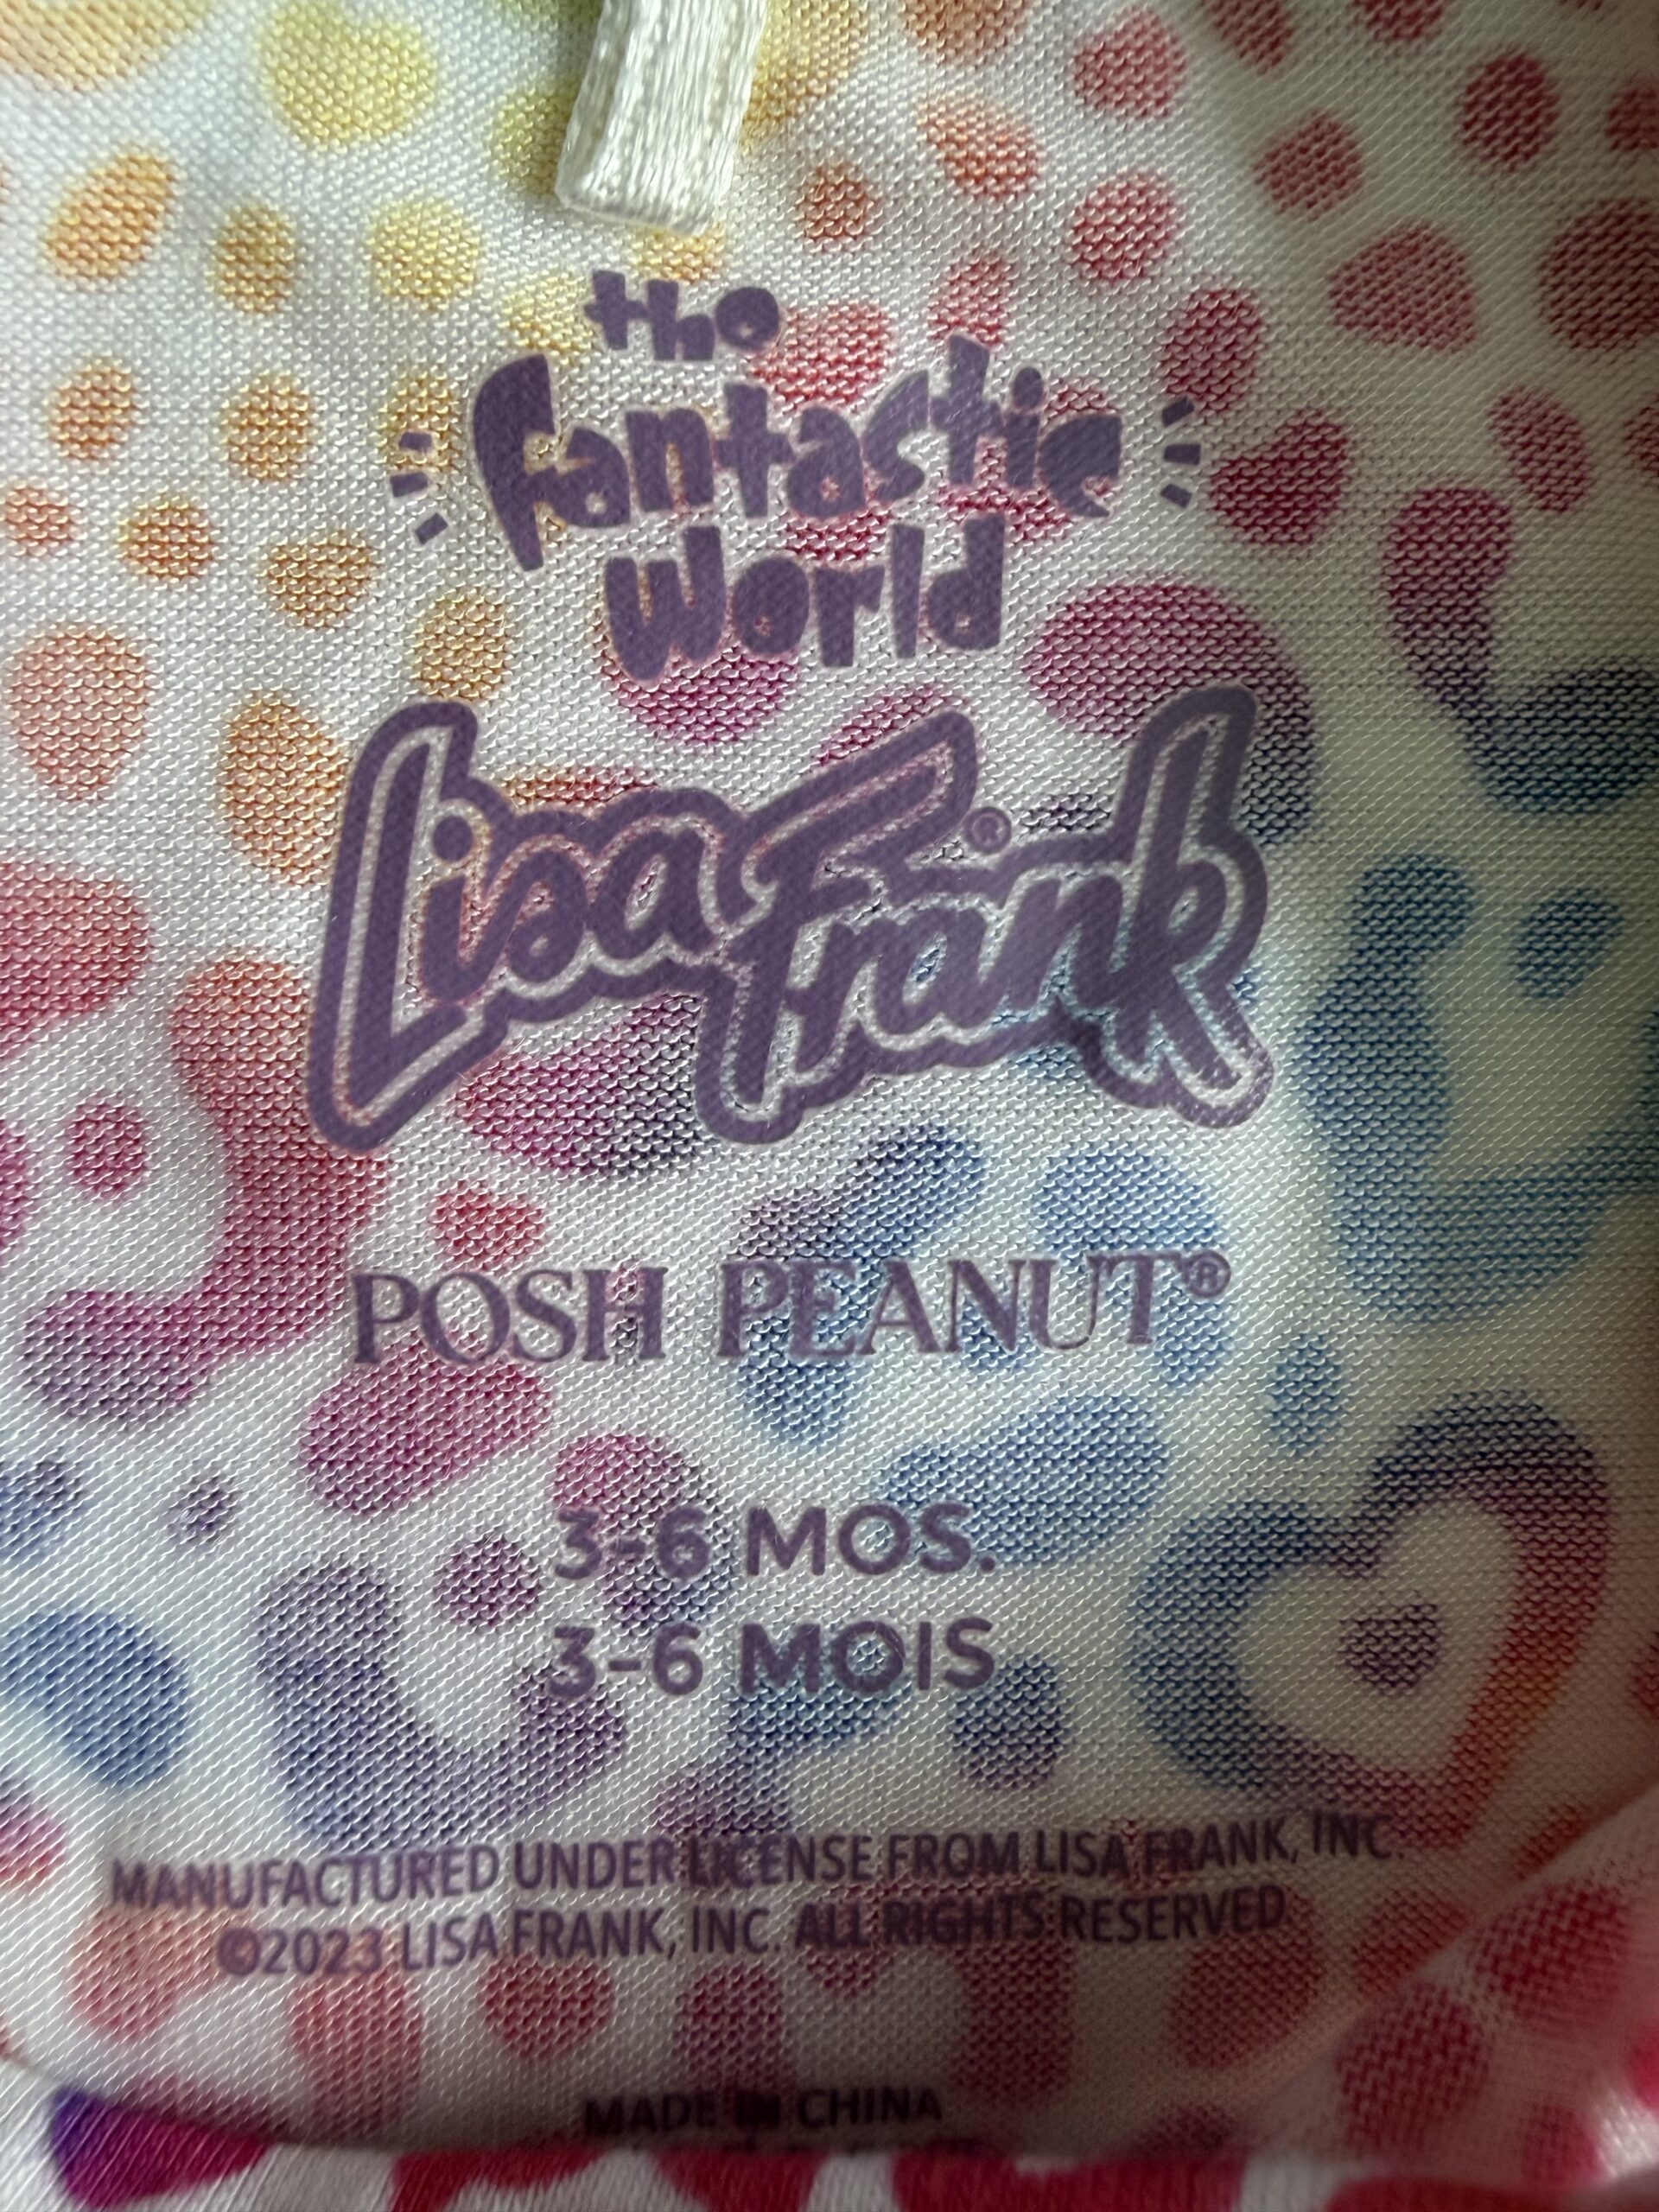 the
Fantastic
World
Lisa Frank®
POSH PEANUT®
3-6 MOS.
3-6 MOIS
MANUFACTURED UNDER LICENSE FROM LISA FRANK, INC.
©2023 LISA FRANK, INC. ALL RIGHTS RESERVED
MADE IN CHINA